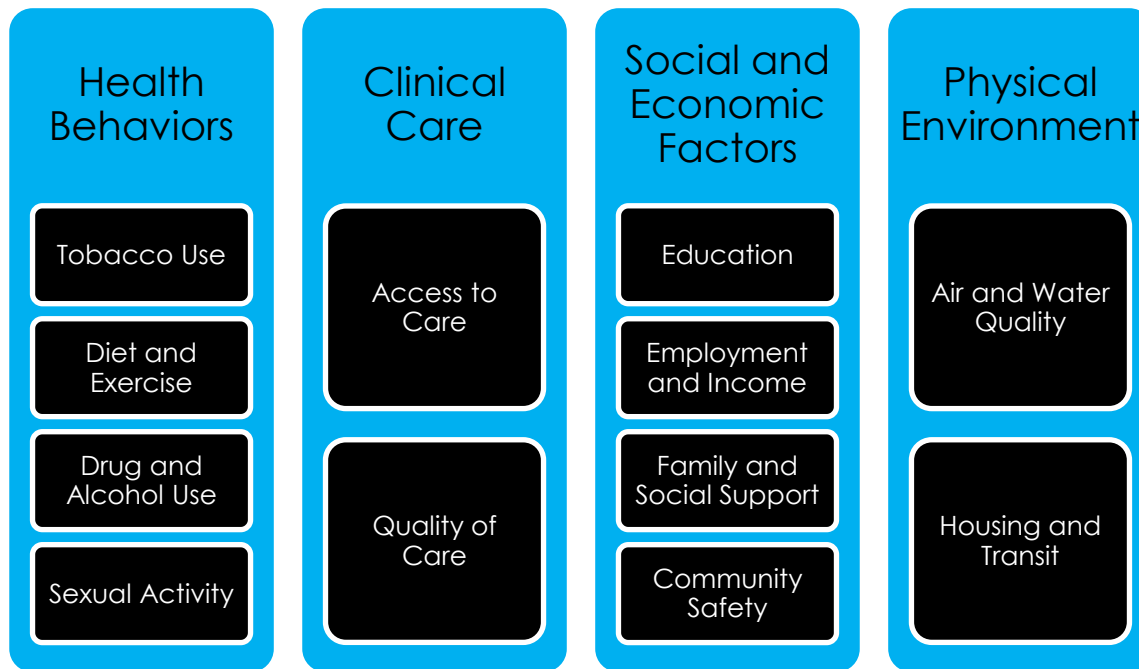 Health
Behaviors
Tobacco Use
Diet and
Exercise
Drug and
Alcohol Use
Sexual Activity
Clinical
Care
Access to
Care
Quality of
Care
Social and
Economic
Factors
Education
Employment
and Income
Family and
Social Support
Community
Safety
Physical
Environment
Air and Water
Quality
Housing and
Transit